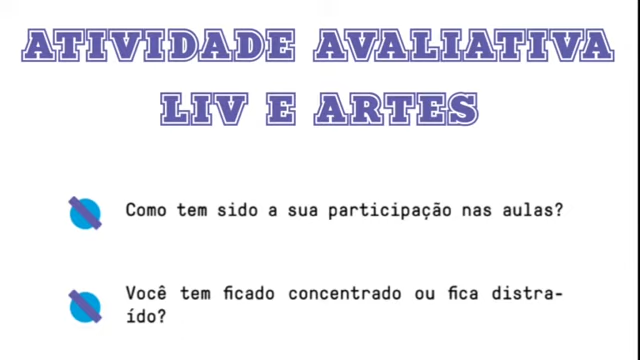 ATIVIDADE AVALIATIVA
LIV E ARTES
Como tem sido a sua participação nas aulas?
Você tem ficado concentrado ou fica distra-
ído?